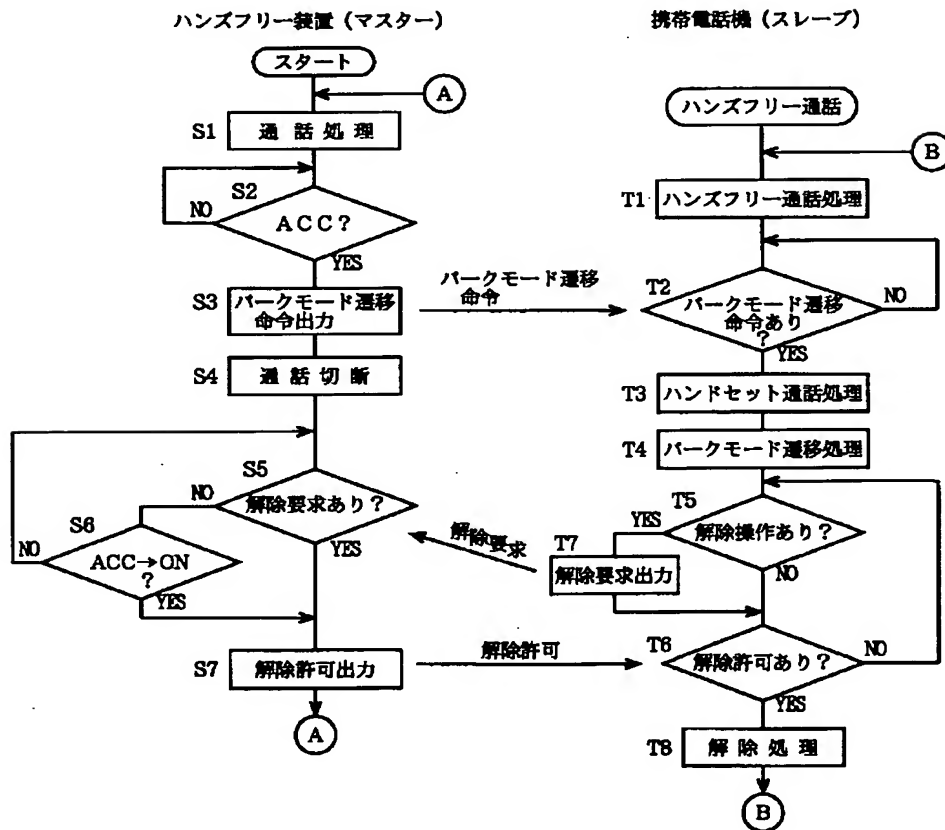 ハンズフリー装置（マスター）
スタート
A
S1
通話処理
S2
NO
ACC？
YES
S3
パークモード遷移
命令出力
パークモード遷移
命令
S4
通話切断
S5
NO
解除要求あり？
YES
S6
NO
ACC→ON
？
YES
解除要求
S7
解除許可出力
解除許可
A
携帯電話機（スレーブ）
ハンズフリー通話
B
T1
ハンズフリー通話処理
T2
パークモード遷移
命令あり
？
NO
YES
T3
ハンドセット通話処理
T4
パークモード遷移処理
T5
YES
解除操作あり？
NO
T7
解除要求出力
T6
解除許可あり？
NO
YES
T8
解除処理
B